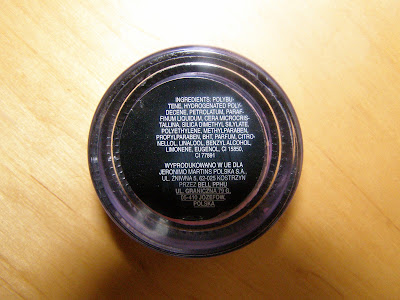 INGREDIENTS: POLYBU-
TENE, HYDROGENATED POLY-
DECENE, PETROLATUM, PARAF-
FINUM LIQUIDUM, CERA MICROCRIS-
TALLINA, SILICA DIMETHYL SILYLATE,
POLYETHYLENE, METHYLPARABEN,
PROPYLPARABEN, BHT, PARFUM, CITRO-
NELLOL, LINALOOL, BENZYL ALCOHOL,
LIMONENE, EUGENOL, CI 15850,
CI 77891
WYPRODUKOWANO W UE DLA
JERONIMO MARTINS POLSKA S.A.,
UL. ŻNIWNA 5, 62-025 KOSTRZYN
PRZEZ BELL PPHU
UL. GRANICZNA 79 G,
05-410 JÓZEFÓW,
POLSKA